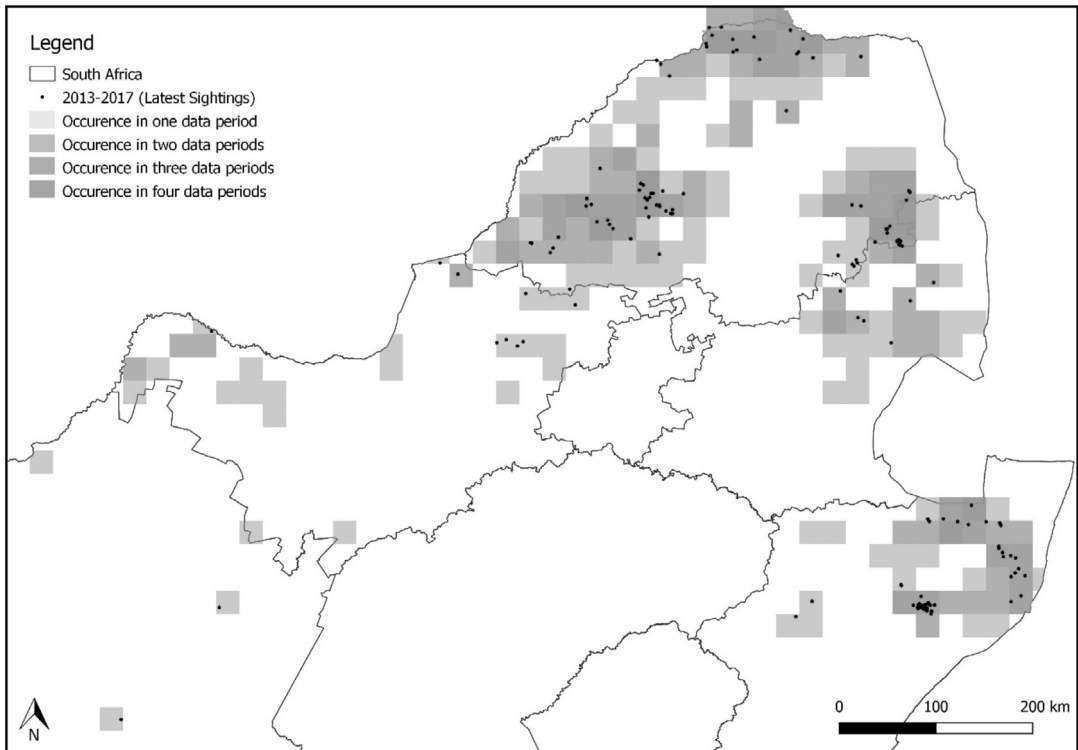 Legend
South Africa
2013-2017 (Latest Sightings)
Occurence in one data period
Occurence in two data periods
Occurence in three data periods
Occurence in four data periods
N
0 100 200 km